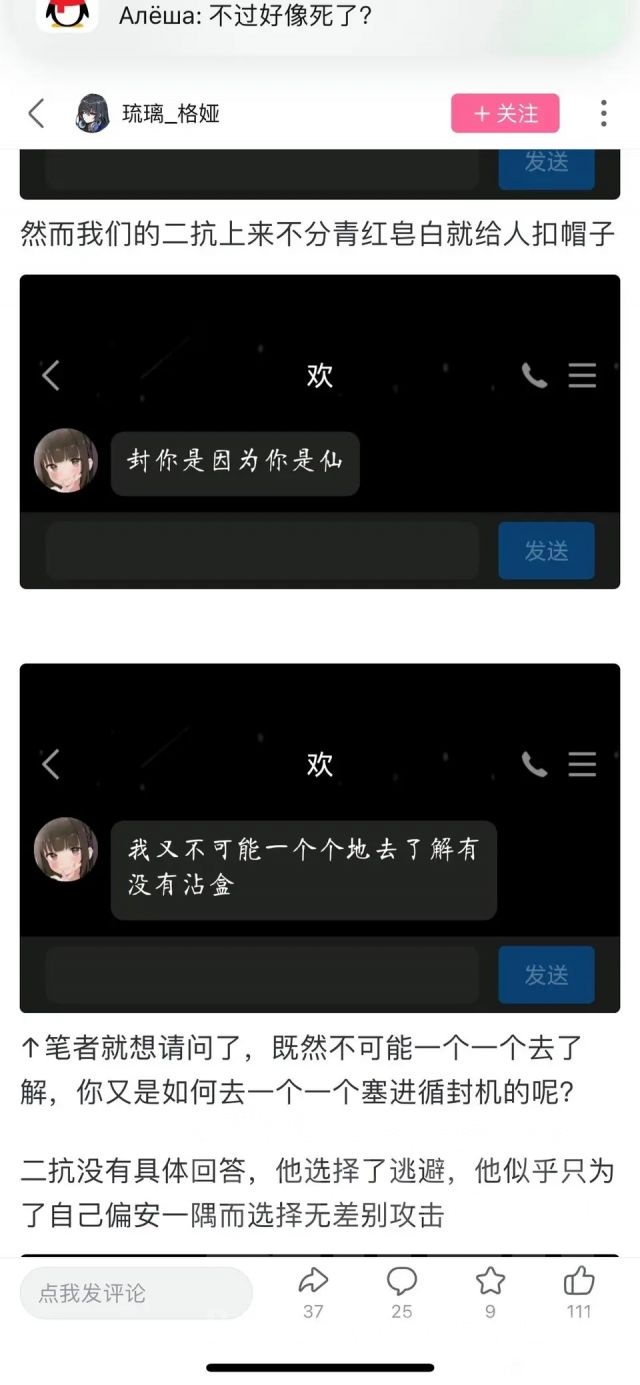 Алёша: 不过好像死了?
琉璃_格娅
+ 关注
发送
然而我们的二抗上来不分青红皂白就给人扣帽子
欢
封你是因为你是仙
发送
欢
我又不可能一个个地去了解有
没有沾盒
发送
↑笔者就想请问了，既然不可能一个一个去了
解，你又是如何去一个一个塞进循封机的呢？
二抗没有具体回答，他选择了逃避，他似乎只为
了自己偏安一隅而选择无差别攻击
点我发评论
37
25
9
111